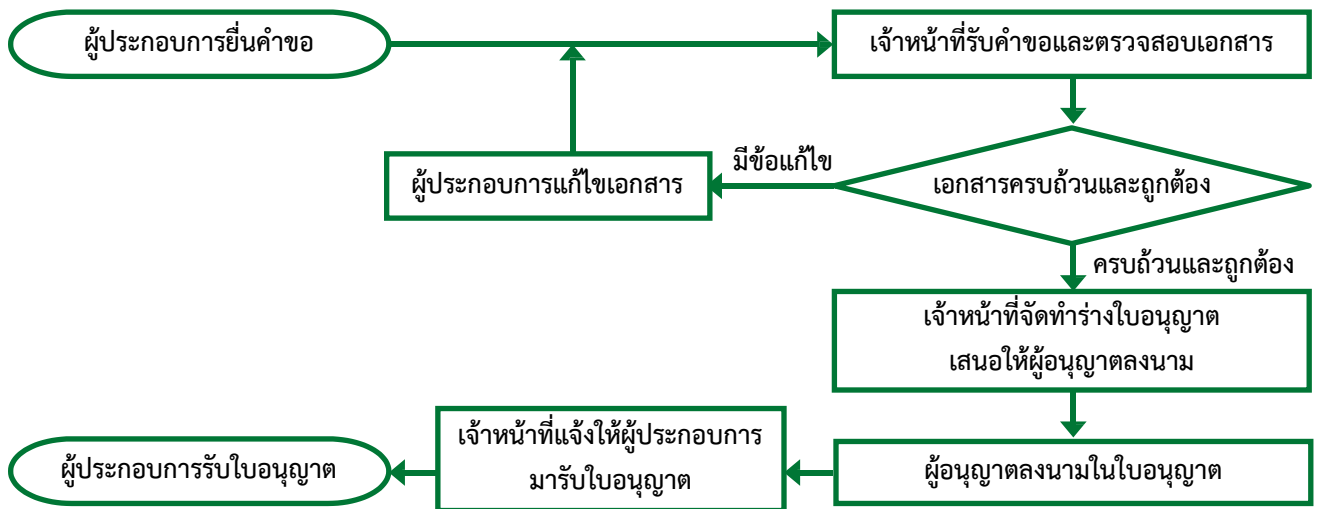 ผู้ประกอบการยื่นคำขอ
เจ้าหน้าที่รับคำขอและตรวจสอบเอกสาร
มีข้อแก้ไข
ผู้ประกอบการแก้ไขเอกสาร
เอกสารครบถ้วนและถูกต้อง
ครบถ้วนและถูกต้อง
เจ้าหน้าที่จัดทำร่างใบอนุญาต
เสนอให้ผู้อนุญาตลงนาม
ผู้อนุญาตลงนามในใบอนุญาต
เจ้าหน้าที่แจ้งให้ผู้ประกอบการ
มารับใบอนุญาต
ผู้ประกอบการรับใบอนุญาต